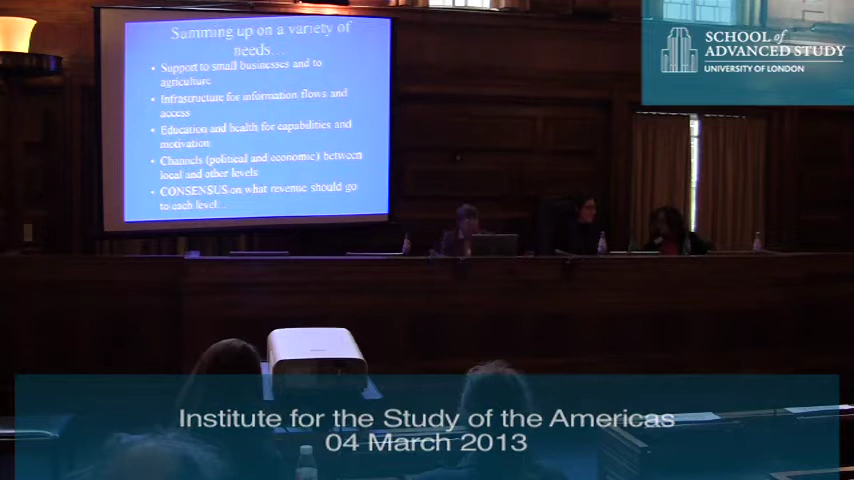 Summing up on a variety of
needs…
• Support to small businesses and to
agriculture
• Infrastructure for information flows and
access
• Education and health for capabilities and
motivation
• Channels (political and economic) between
local and other levels
• CONSENSUS on what revenue should go
to each level…
SCHOOL of
ADVANCED STUDY
UNIVERSITY OF LONDON
Institute for the Study of the Americas
04 March 2013